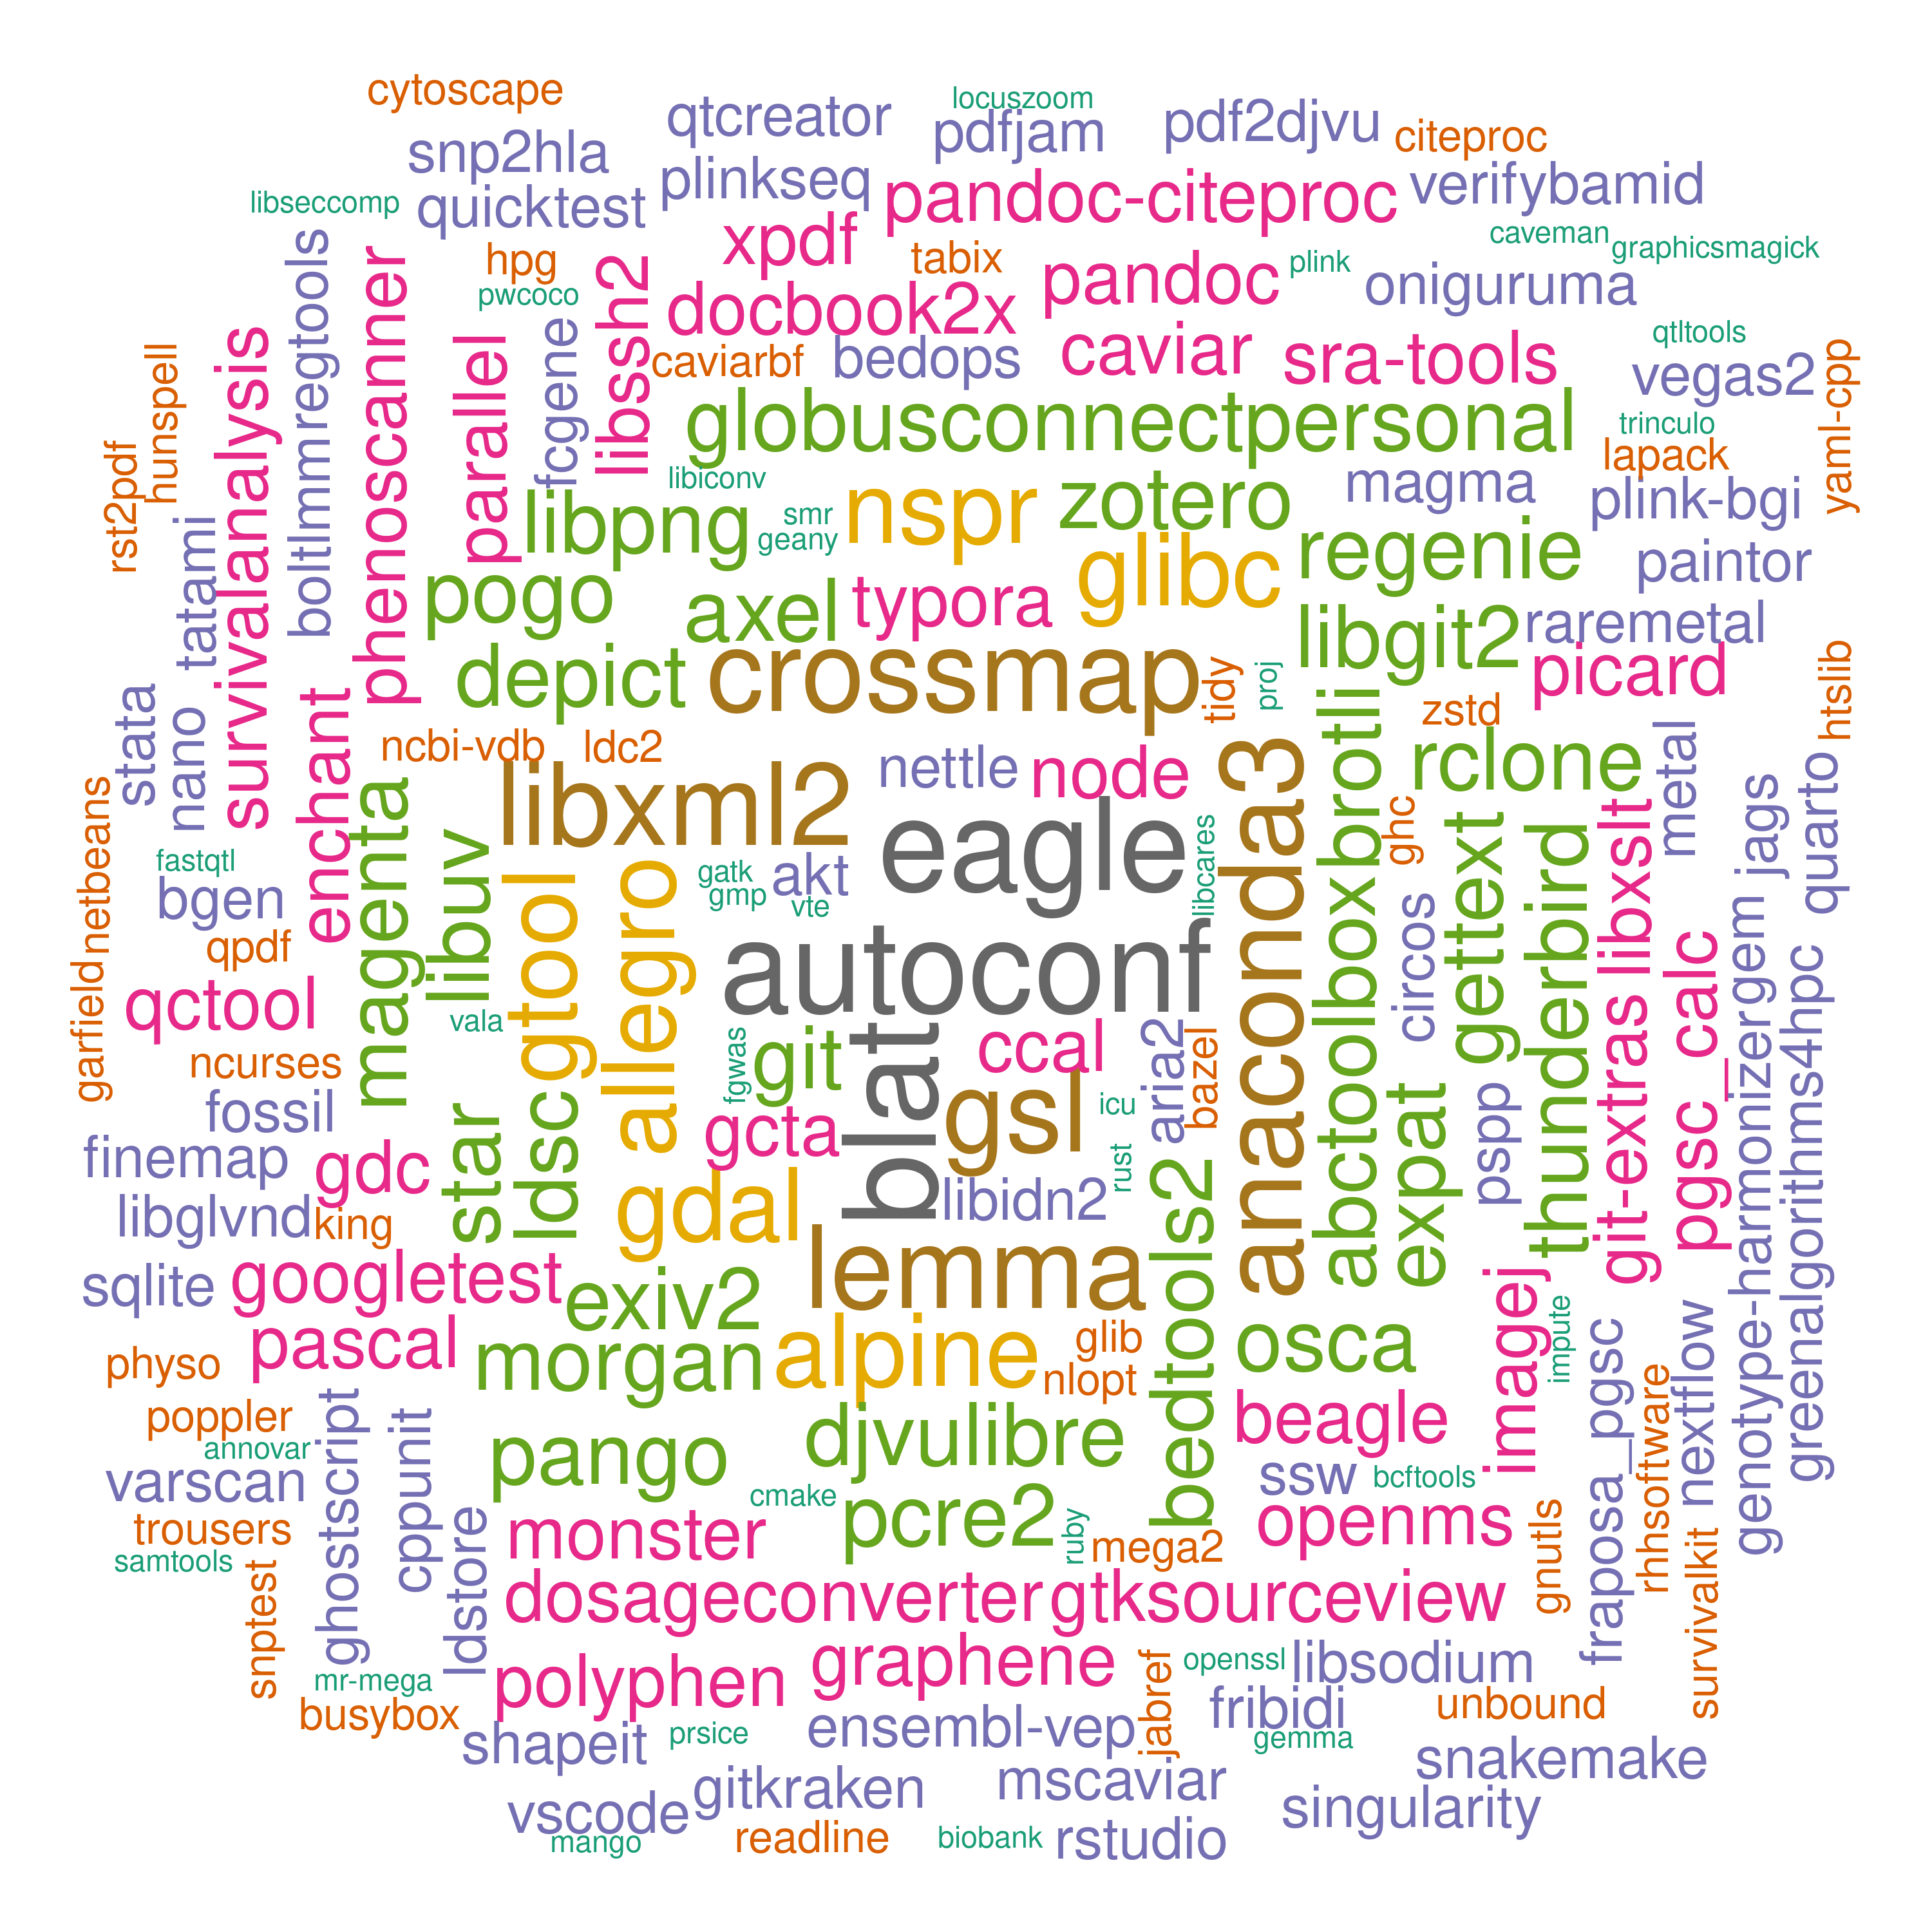 cytoscape
qtcreator
locuszoom
pdfjam
pdf2djvu
citeproc
snp2hla
plinkseq
pandoc-citeproc
verifybamid
libseccomp
quicktest
xpdf
tabix
caveman
graphicsmagick
hpg
pwcoco
libssh2
docbook2x
pandoc
plink
oniguruma
boltlmm
regtools
phenoscanner
parallel
fcgene
caviarbf
bedops
caviar
sra-tools
qtltools
vegas2
yaml-cpp
hunspell
rst2pdf
survivalanalysis
globusconnectpersonal
trinculo
lapack
libiconv
libpng
smr
geany
nspr
zotero
magma
plink-bgi
tatami
pogo
axel
typora
glibc
regenie
paintor
depict
crossmap
tidy
proj
libgit2
raremetal
picard
htslib
stata
nano
enchant
ncbi-vdb
ldc2
zstd
rclone
metal
libxml2
nettle
node
anaconda3
brotli
ghc
jags
quarto
netbeans
fastqtl
bgen
magenta
libuv
gtool
allegro
gatk
gmp
akt
vte
eagle
libcares
abctoolbox
circos
gettext
thunderbird
libxslt
gem
garfield
qpdf
qctool
vala
autoconf
pgsc_calc
ncurses
fossil
fgwas
git
blat
ccal
aria2
bazel
git-extras
genotype-harmonizer
greenalgorithms4hpc
finemap
gdc
star
ldsc
gcta
gsl
icu
rust
expat
pspp
libglvnd
king
gdal
libidn2
bedtools2
sqlite
googletest
exiv2
lemma
imagej
impute
physo
pascal
morgan
alpine
glib
nlopt
osca
fraposa_pgsc
rhhsoftware
nextflow
poppler
annovar
ghostscript
cppunit
pango
djvulibre
beagle
varscan
cmake
ssw
bcftools
trousers
samtools
ldstore
monster
pcre2
ruby
mega2
openms
gnutls
survivalkit
snptest
dosageconverter
gtksourceview
mr-mega
polyphen
graphene
jabref
openssl
libsodium
busybox
shapeit
prsice
ensembl-vep
fribidi
gemma
unbound
snakemake
vscode
gitkraken
mscaviar
singularity
mango
readline
biobank
rstudio